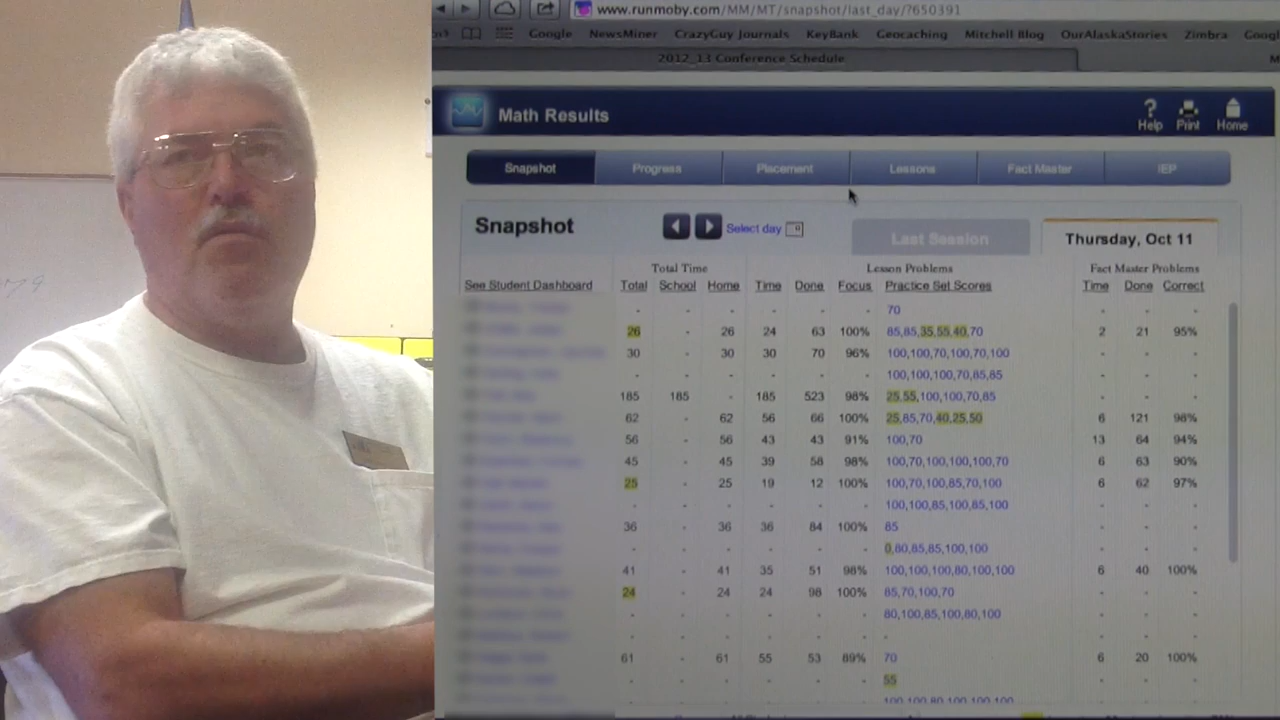 www.runmoby.com/MM/MT/snapshot/last_day/?650391
Google NewsMiner CrazyGuy Journals KeyBank Geocaching Mitchell Blog OurAlaskaStories Zimbra
2012_13 Conference Schedule
Math Results
Help Print Home
Snapshot Progress Placement Lessons Fact Master IEP
Snapshot Select day Last Session Thursday, Oct 11
Total Time Lesson Problems Fact Master Problems
See Student Dashboard Total School Home Time Done Focus Practice Set Scores Time Done Correct
- - - - - - 70 - - -
26 - 26 24 63 100% 85,85,35,55,40,70 2 21 95%
30 - 30 30 70 96% 100,100,70,100,70,100 - - -
- - - - - - 100,100,100,70,85,85 - - -
185 185 - 185 523 98% 25,55,100,100,70,85 - - -
62 - 62 56 66 100% 25,85,70,40,25,50 6 121 98%
56 - 56 43 43 91% 100,70 13 64 94%
45 - 45 39 58 98% 100,70,100,100,100,70 6 63 90%
25 - 25 19 12 100% 100,70,100,85,70,100 6 62 97%
- - - - - - 100,100,85,100,85,100 - - -
36 - 36 36 84 100% 85 - - -
- - - - - - 0,80,85,85,100,100 - - -
41 - 41 35 51 98% 100,100,100,80,100,100 6 40 100%
24 - 24 24 98 100% 85,70,100,70 - - -
- - - - - - 80,100,85,100,80,100 - - -
- - - - - - - - - -
61 - 61 55 53 89% 70 6 20 100%
- - - - - - 55 - - -